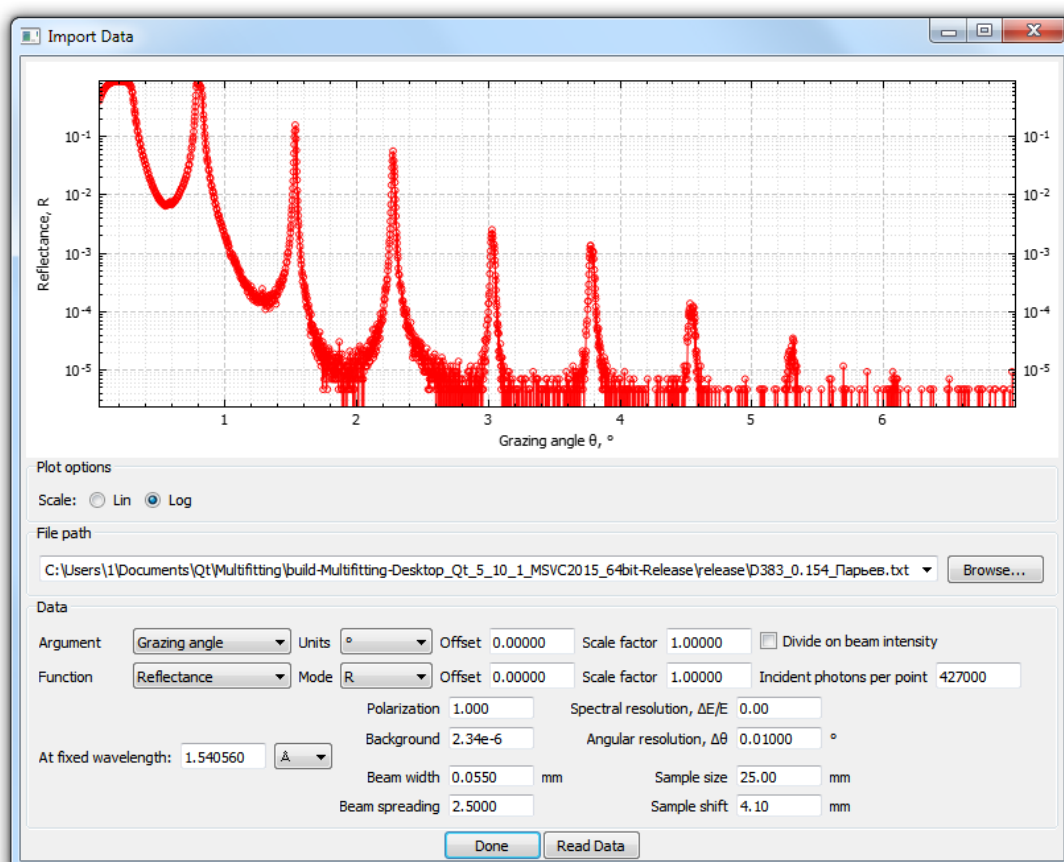 Import Data
10⁻¹ 10⁻¹
10⁻² 10⁻²
Reflectance, R
10⁻³ 10⁻³
10⁻⁴ 10⁻⁴
10⁻⁵ 10⁻⁵
1 2 3 4 5 6
Grazing angle θ, °
Plot options
Scale: Lin Log
File path
C:\Users\1\Documents\Qt\Multifitting\build-Multifitting-Desktop_Qt_5_10_1_MSVC2015_64bit-Release\release\D383_0.154_Парьев.txt Browse...
Data
Argument Grazing angle Units ° Offset 0.00000 Scale factor 1.00000 Divide on beam intensity
Function Reflectance Mode R Offset 0.00000 Scale factor 1.00000 Incident photons per point 427000
Polarization 1.000 Spectral resolution, ΔE/E 0.00
Background 2.34e-6 Angular resolution, Δθ 0.01000 °
At fixed wavelength: 1.540560 Å
Beam width 0.0550 mm Sample size 25.00 mm
Beam spreading 2.5000 Sample shift 4.10 mm
Done Read Data